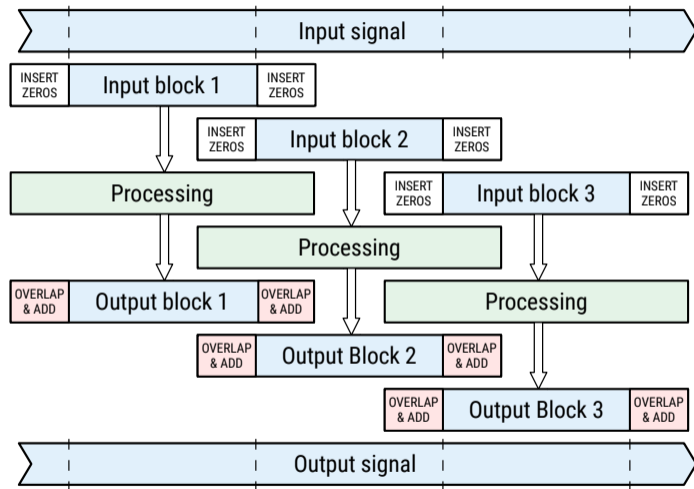 Input signal
INSERT
ZEROS
Input block 1
INSERT
ZEROS
INSERT
ZEROS
Input block 2
INSERT
ZEROS
Processing
INSERT
ZEROS
Input block 3
INSERT
ZEROS
Processing
OVERLAP
& ADD
Output block 1
OVERLAP
& ADD
Processing
OVERLAP
& ADD
Output Block 2
OVERLAP
& ADD
OVERLAP
& ADD
Output Block 3
OVERLAP
& ADD
Output signal